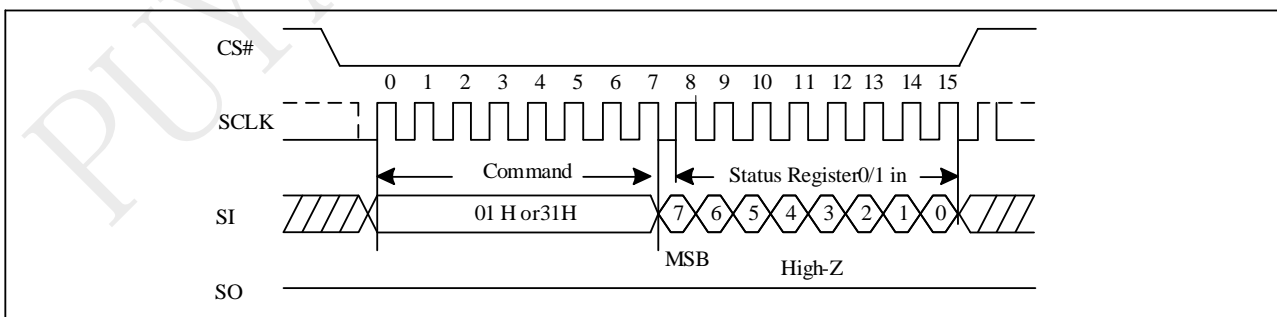 PUY
CS#
0 1 2 3 4 5 6 7 8 9 10 11 12 13 14 15
SCLK
Command
Status Register0/1 in
SI
01 H or31H
7 6 5 4 3 2 1 0
MSB
High-Z
SO